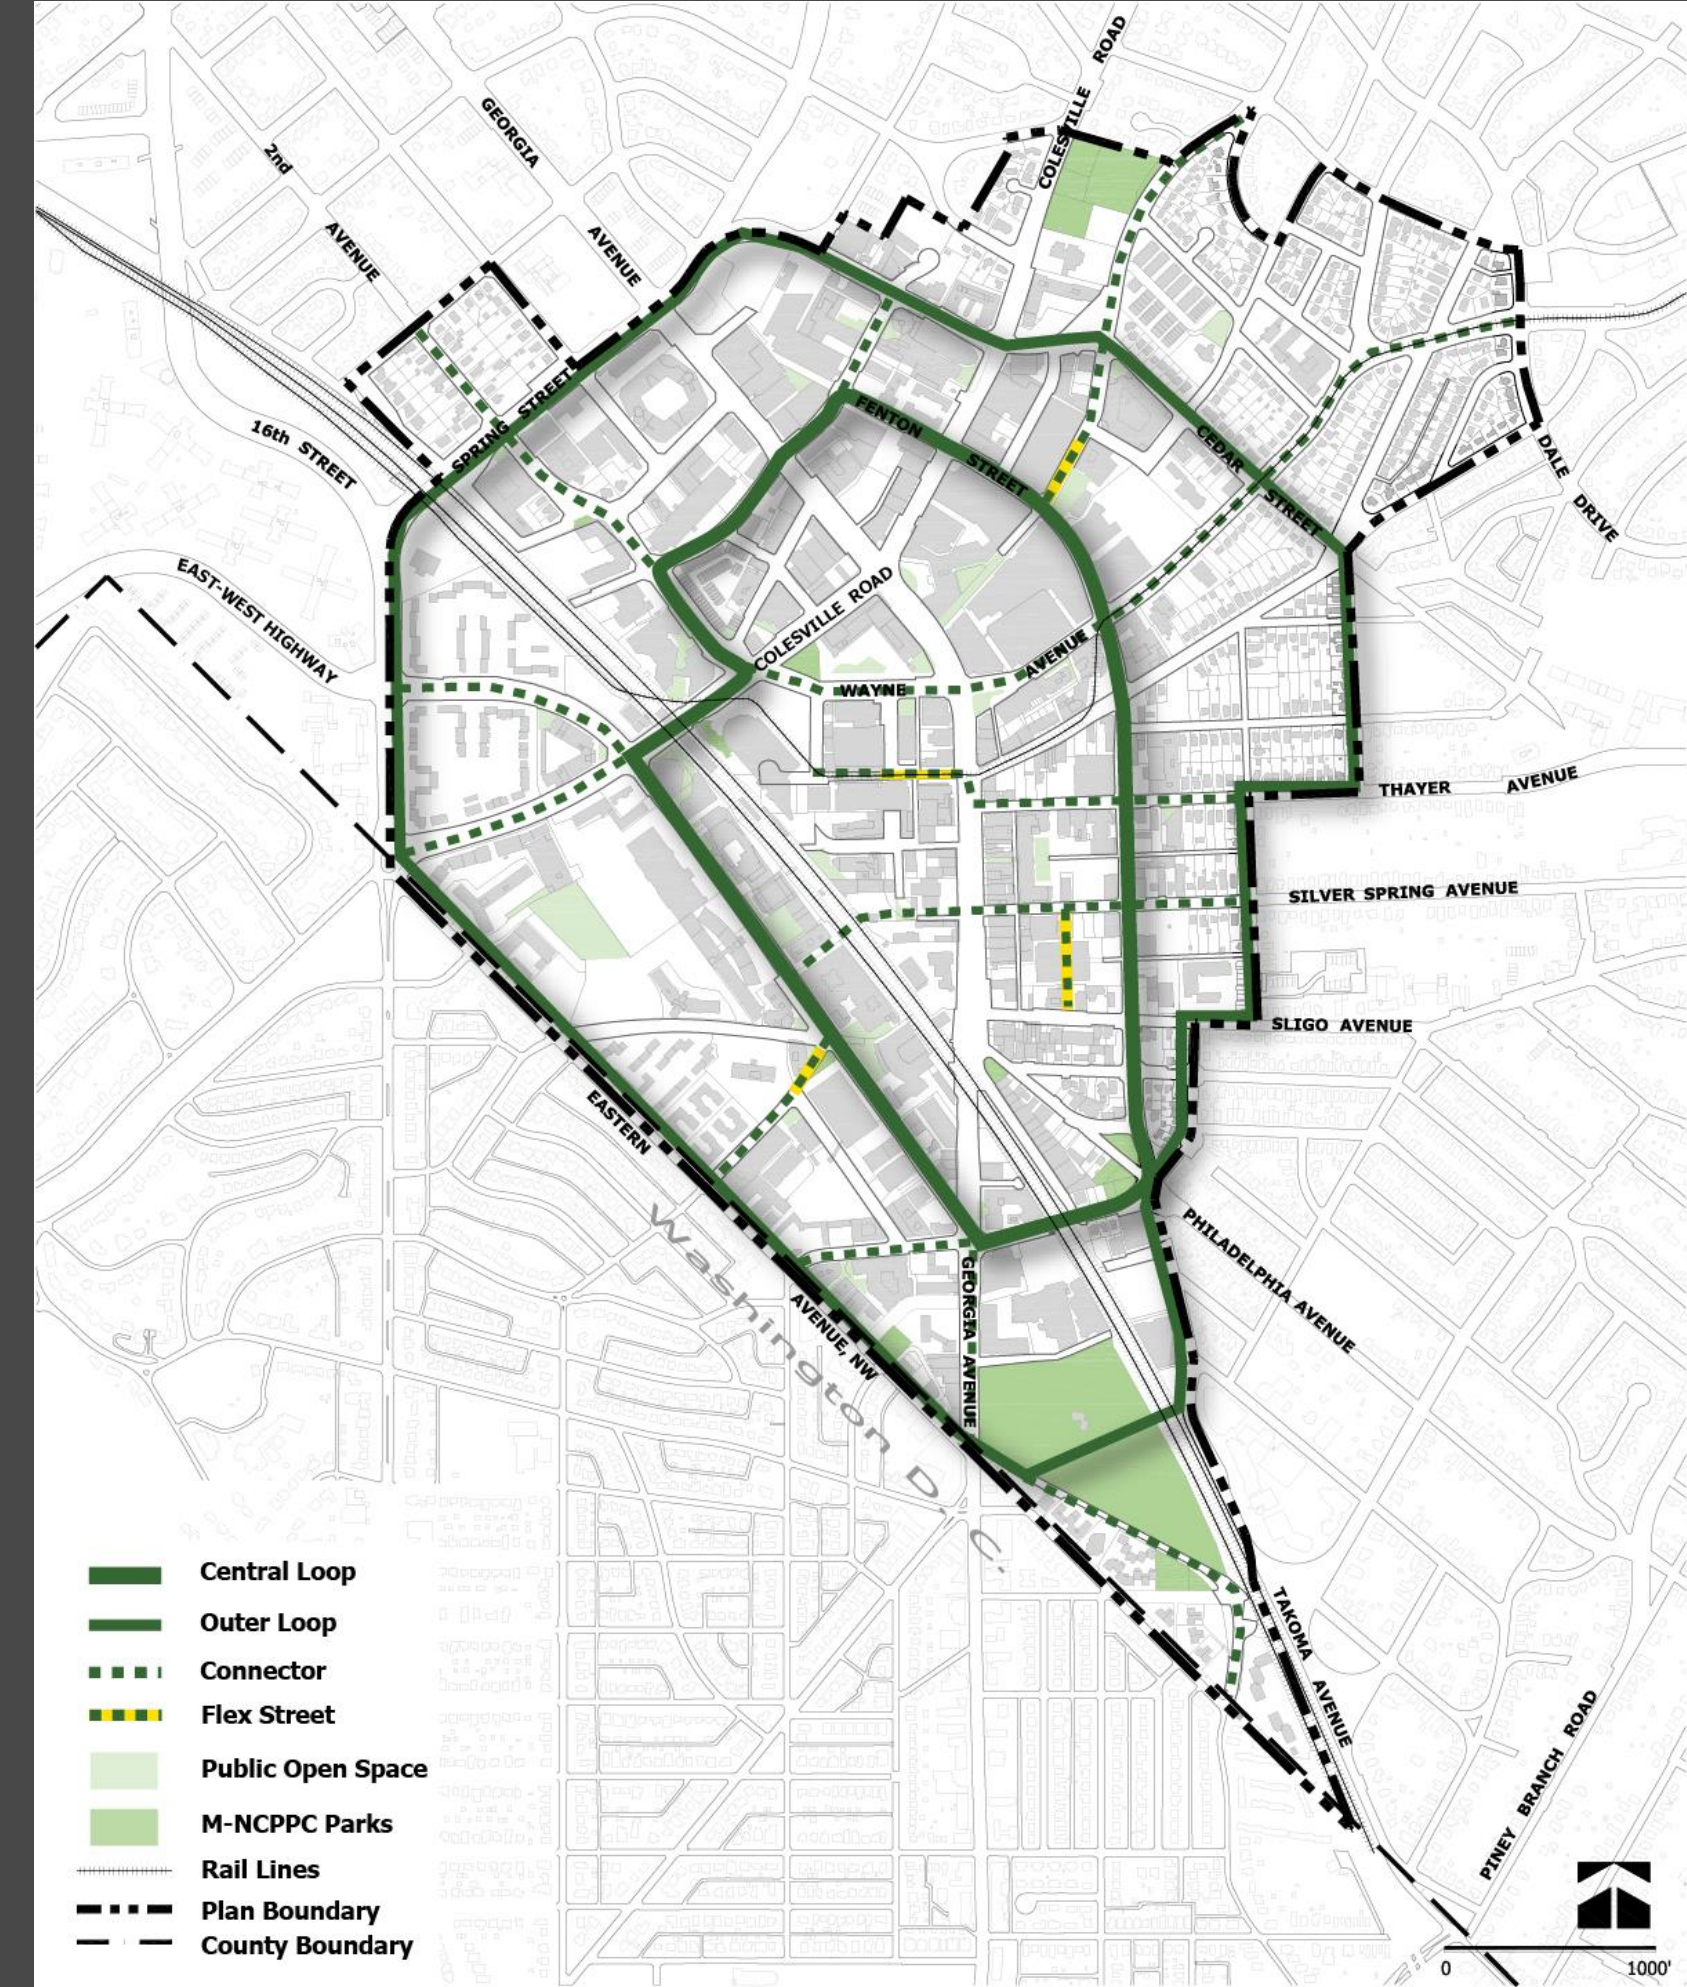 COLESVILLE ROAD
GEORGIA AVENUE
2nd AVENUE
16th STREET
SPRING STREET
FENTON STREET
CEDAR STREET
DALE DRIVE
EAST-WEST HIGHWAY
COLESVILLE ROAD
WAYNE AVENUE
THAYER AVENUE
SILVER SPRING AVENUE
SLIGO AVENUE
EASTERN AVENUE, NW
Washington D. C.
PHILADELPHIA AVENUE
GEORGIA AVENUE
TAKOMA AVENUE
PINEY BRANCH ROAD
Central Loop
Outer Loop
Connector
Flex Street
Public Open Space
M-NCPPC Parks
Rail Lines
Plan Boundary
County Boundary
0 1000'